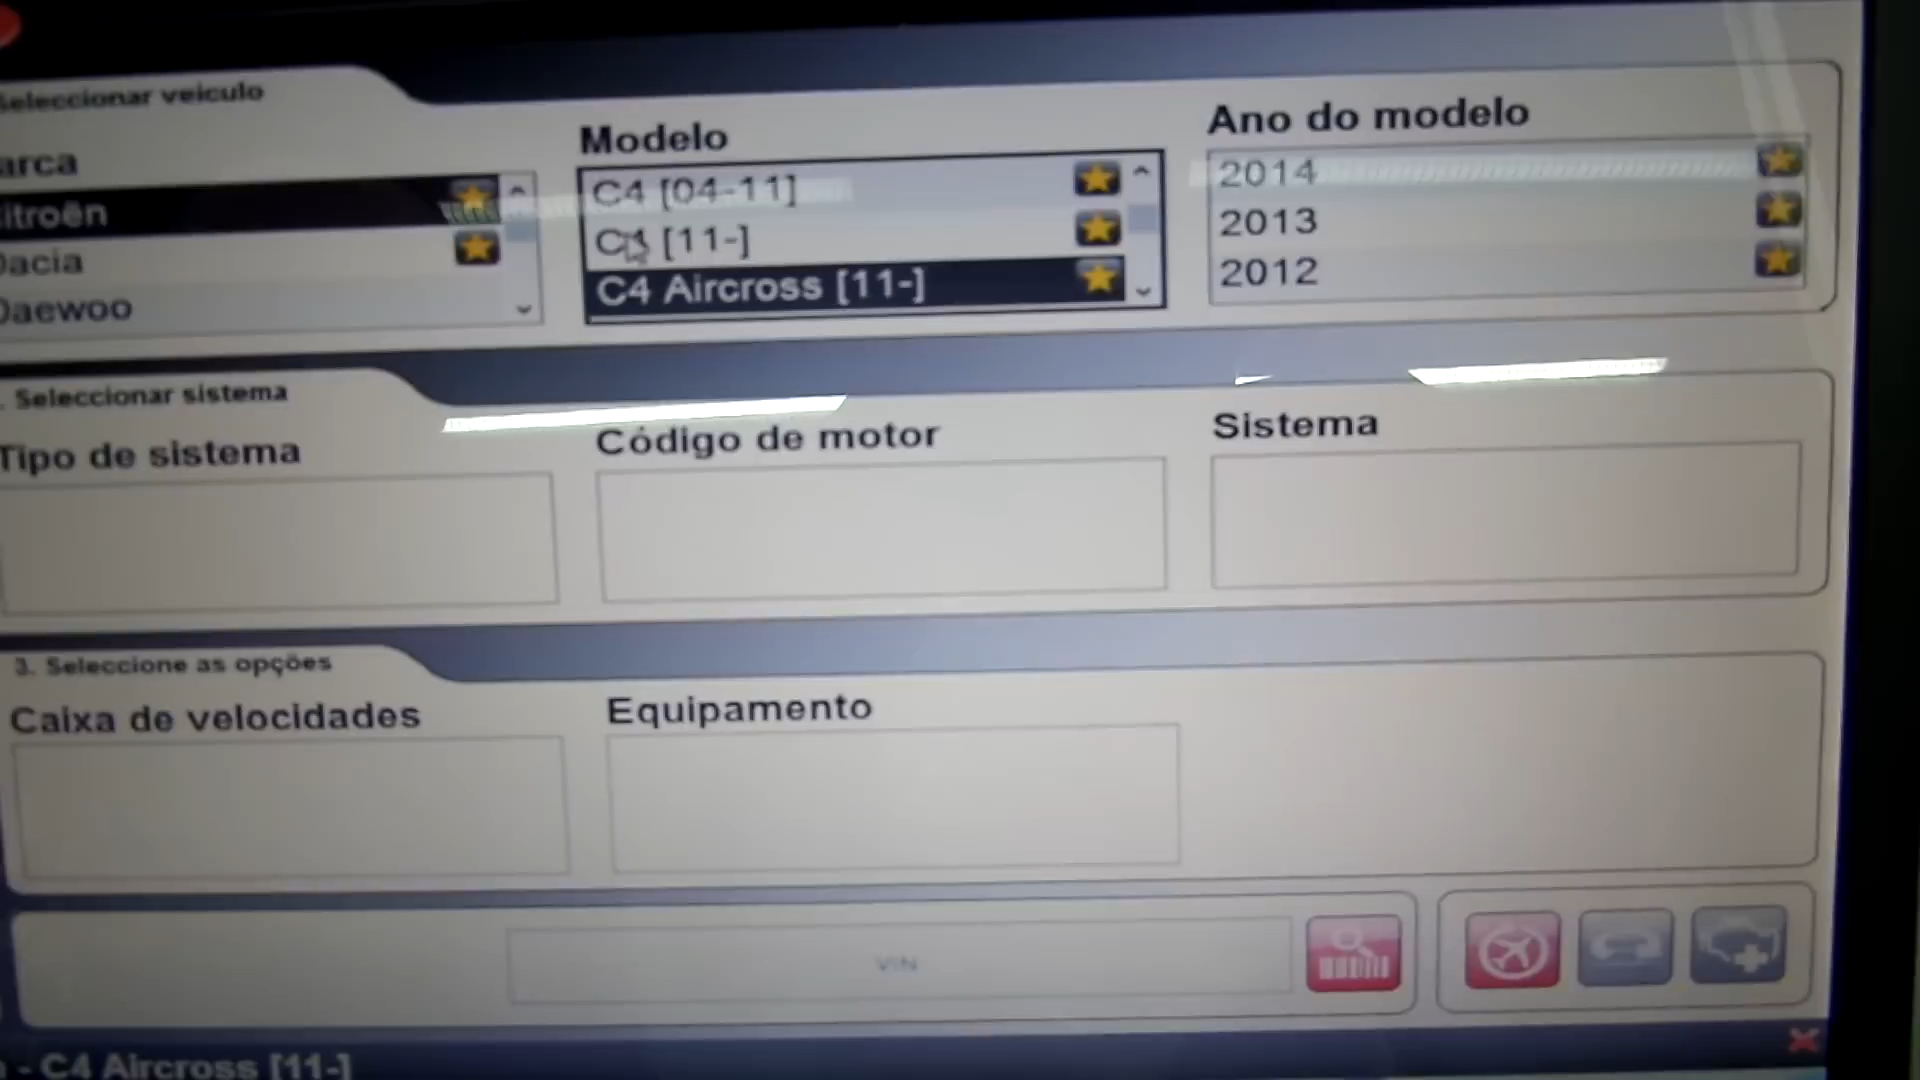 Seleccionar veiculo
arca
itroën
Dacia
Daewoo
Modelo
C4 [04-11]
C4 [11-]
C4 Aircross [11-]
Ano do modelo
2014
2013
2012
. Seleccionar sistema
Tipo de sistema
Código de motor
Sistema
3. Seleccione as opções
Caixa de velocidades
Equipamento
VIN
- C4 Aircross [11-]